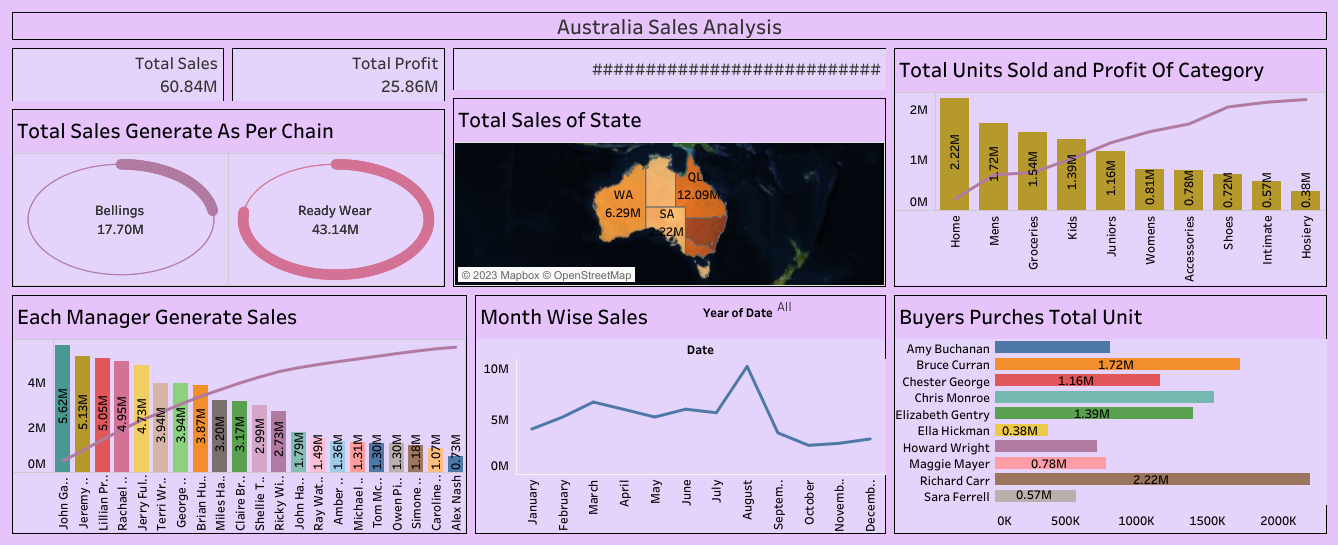 Australia Sales Analysis
Total Sales
60.84M
Total Profit
25.86M
###########################
Total Sales Generate As Per Chain
Bellings
17.70M
Ready Wear
43.14M
Total Sales of State
WA
6.29M
QLD
12.09M
SA
© 2023 Mapbox © OpenStreetMap
Total Units Sold and Profit Of Category
2M
1M
0M
2.22M
1.72M
1.54M
1.39M
1.16M
0.81M
0.78M
0.72M
0.57M
0.38M
Home
Mens
Groceries
Kids
Juniors
Womens
Accessories
Shoes
Intimate
Hosiery
Each Manager Generate Sales
4M
2M
0M
5.62M
5.13M
5.05M
4.95M
4.73M
3.94M
3.94M
3.87M
3.20M
3.17M
2.99M
2.73M
1.79M
1.49M
1.36M
1.31M
1.30M
1.30M
1.18M
1.07M
0.73M
John Ga..
Jeremy ..
Lillian Pr..
Rachael ..
Jerry Ful..
Terri Wr..
George ..
Brian Hu..
Miles Ha..
Claire Br..
Shellie T..
Ricky Wi..
John Ha..
Ray Wat..
Amber ..
Michael ..
Tom Mc..
Owen Pi..
Simone ..
Caroline ..
Alex Nash
Month Wise Sales
Year of Date All
Date
10M
5M
0M
January
February
March
April
May
June
July
August
Septem..
October
Novemb..
Decemb..
Buyers Purches Total Unit
Amy Buchanan
Bruce Curran 1.72M
Chester George 1.16M
Chris Monroe
Elizabeth Gentry 1.39M
Ella Hickman 0.38M
Howard Wright
Maggie Mayer 0.78M
Richard Carr 2.22M
Sara Ferrell 0.57M
0K 500K 1000K 1500K 2000K